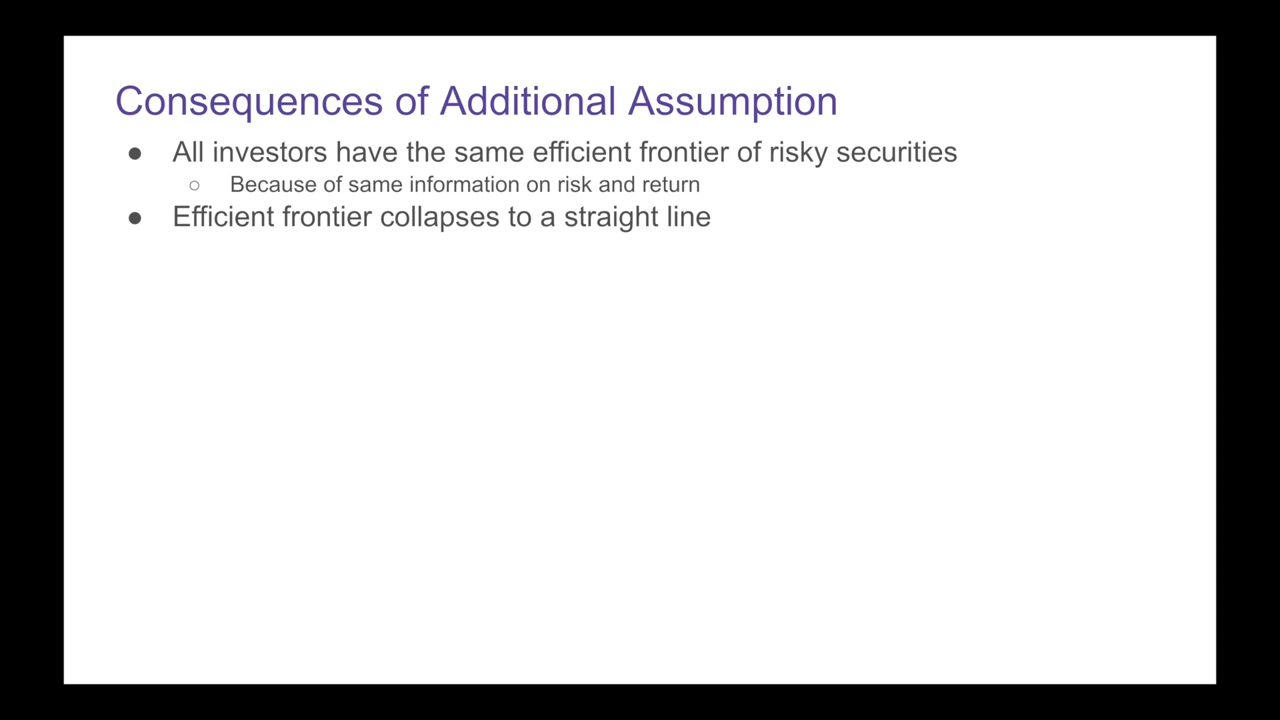 Consequences of Additional Assumption
● All investors have the same efficient frontier of risky securities
○ Because of same information on risk and return
● Efficient frontier collapses to a straight line